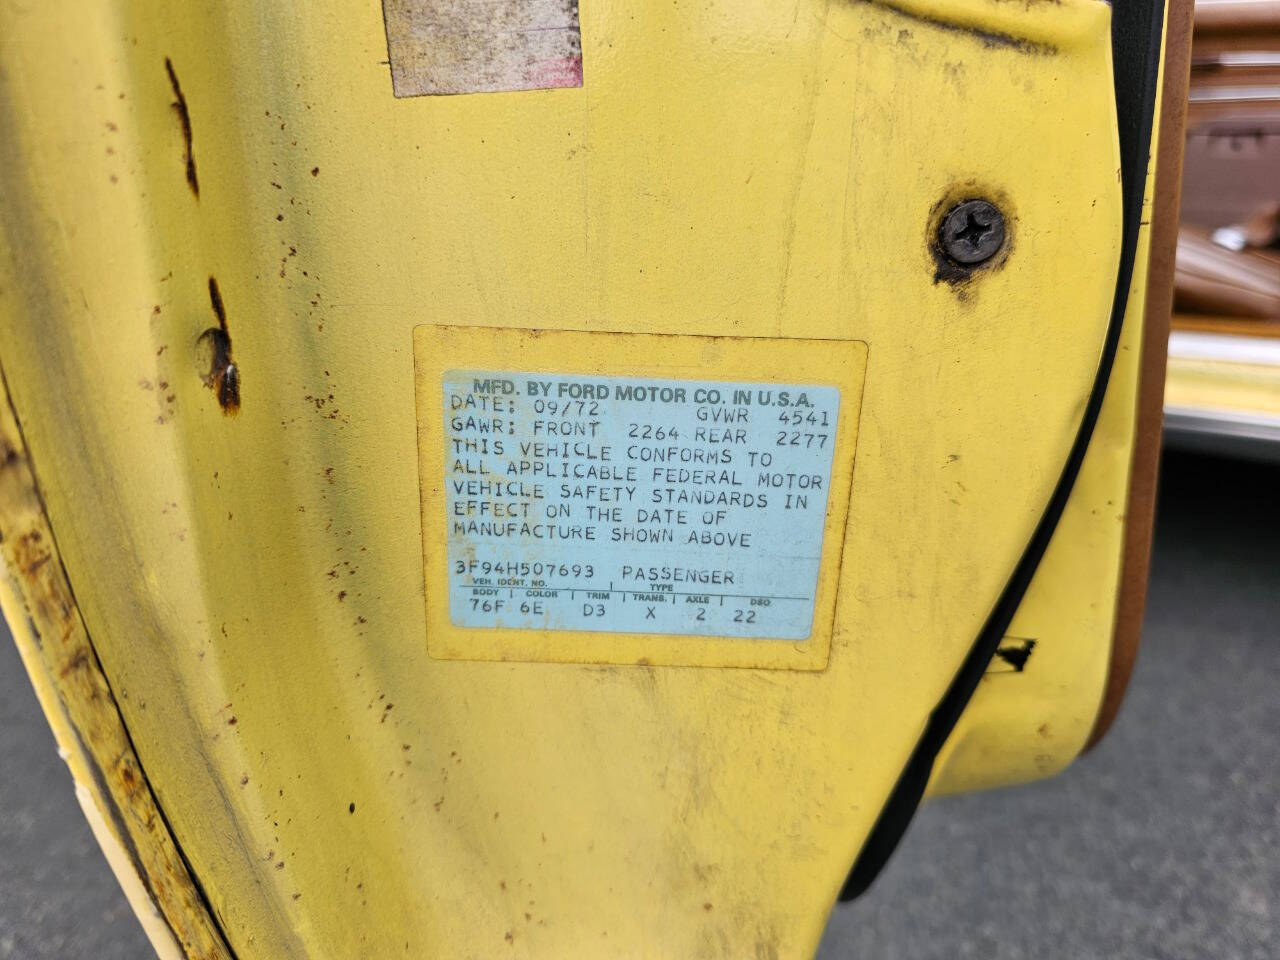 MFD. BY FORD MOTOR CO. IN U.S.A.
DATE: 09/72 GVWR 4541
GAWR: FRONT 2264 REAR 2277
THIS VEHICLE CONFORMS TO
ALL APPLICABLE FEDERAL MOTOR
VEHICLE SAFETY STANDARDS IN
EFFECT ON THE DATE OF
MANUFACTURE SHOWN ABOVE
3F94H507693 PASSENGER
VEH. IDENT. NO. TYPE
BODY COLOR TRIM TRANS. AXLE DSO
76F 6E D3 X 2 22